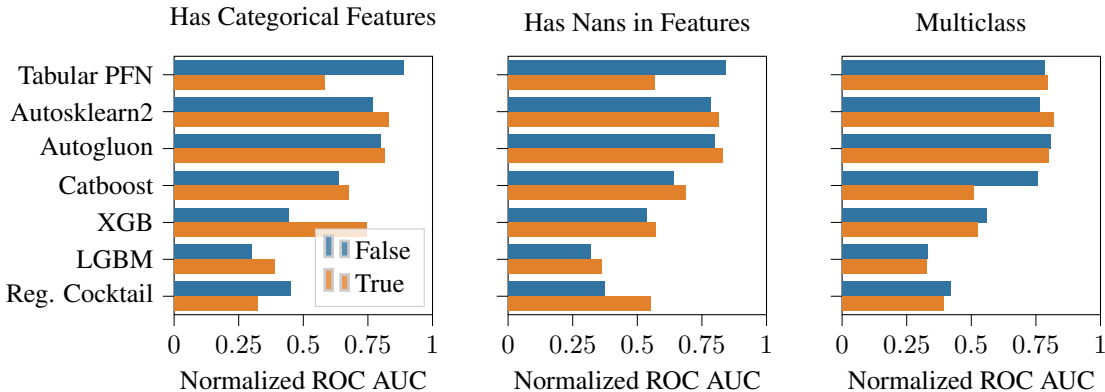 Has Categorical Features
Has Nans in Features
Multiclass
Tabular PFN
Autosklearn2
Autogluon
Catboost
XGB
LGBM
Reg. Cocktail
False
True
0 0.25 0.5 0.75 1
0 0.25 0.5 0.75 1
0 0.25 0.5 0.75 1
Normalized ROC AUC
Normalized ROC AUC
Normalized ROC AUC